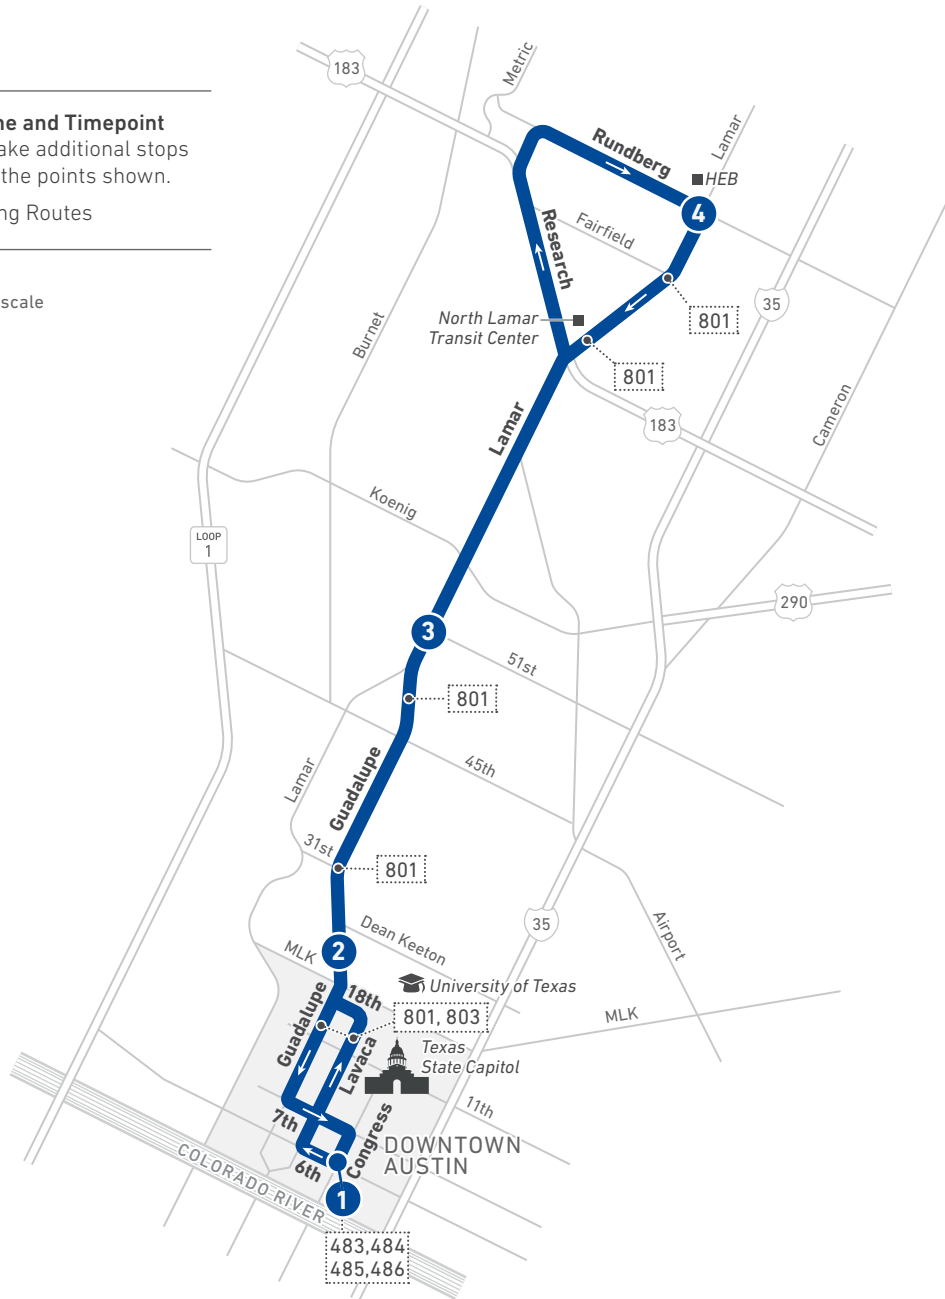 183
Metric
ne and Timepoint
ake additional stops
the points shown.
ng Routes
scale
Rundberg
Lamar
HEB
4
Fairfield
Research
801
35
North Lamar
Transit Center
801
Burnet
Lamar
183
Cameron
Koenig
LOOP
1
290
3
51st
801
45th
Lamar
Guadalupe
31st
801
35
Dean Keeton
Airport
MLK
2
University of Texas
18th
801, 803
MLK
Guadalupe
Lavaca
Texas
State Capitol
11th
7th
Congress
DOWNTOWN
AUSTIN
6th
COLORADO RIVER
1
483,484
485,486